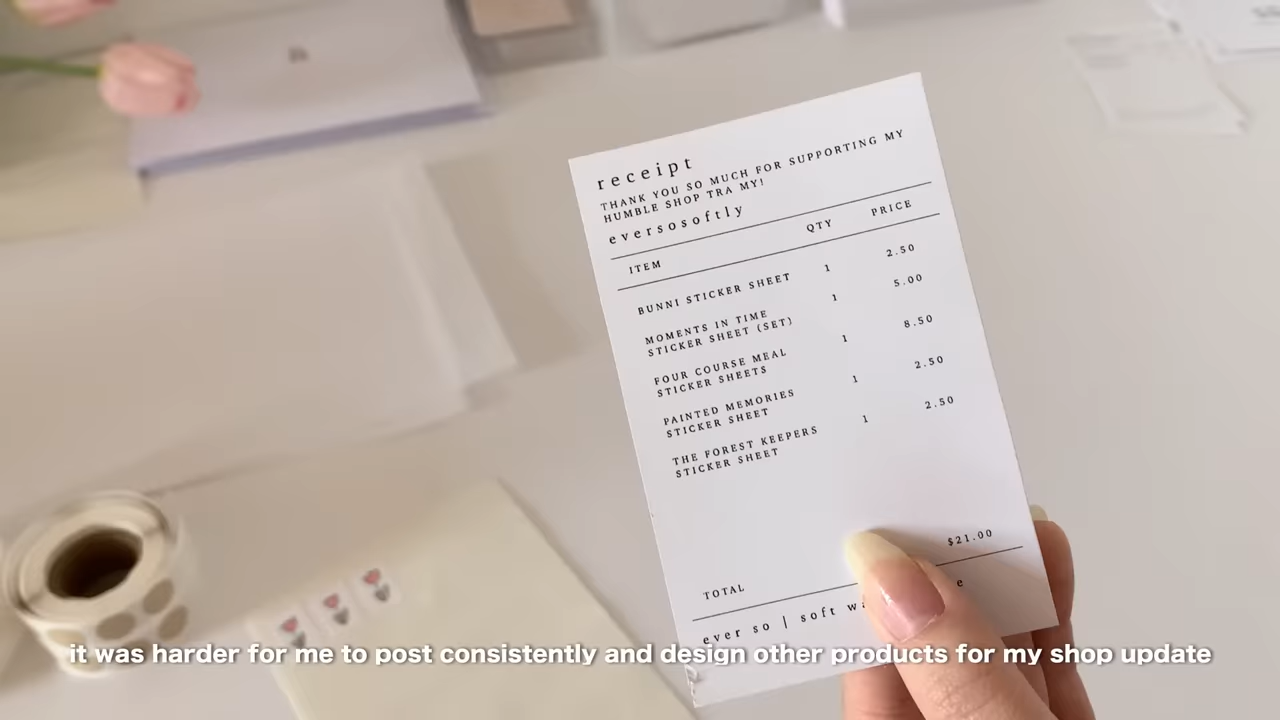 receipt
THANK YOU SO MUCH FOR SUPPORTING MY
HUMBLE SHOP TRA MY!
eversosoftly
ITEM QTY PRICE
BUNNI STICKER SHEET 1 2.50
MOMENTS IN TIME
STICKER SHEET (SET) 1 5.00
FOUR COURSE MEAL
STICKER SHEETS 1 8.50
PAINTED MEMORIES
STICKER SHEET 1 2.50
THE FOREST KEEPERS
STICKER SHEET 1 2.50
TOTAL $21.00
ever so | soft
it was harder for me to post consistently and design other products for my shop update